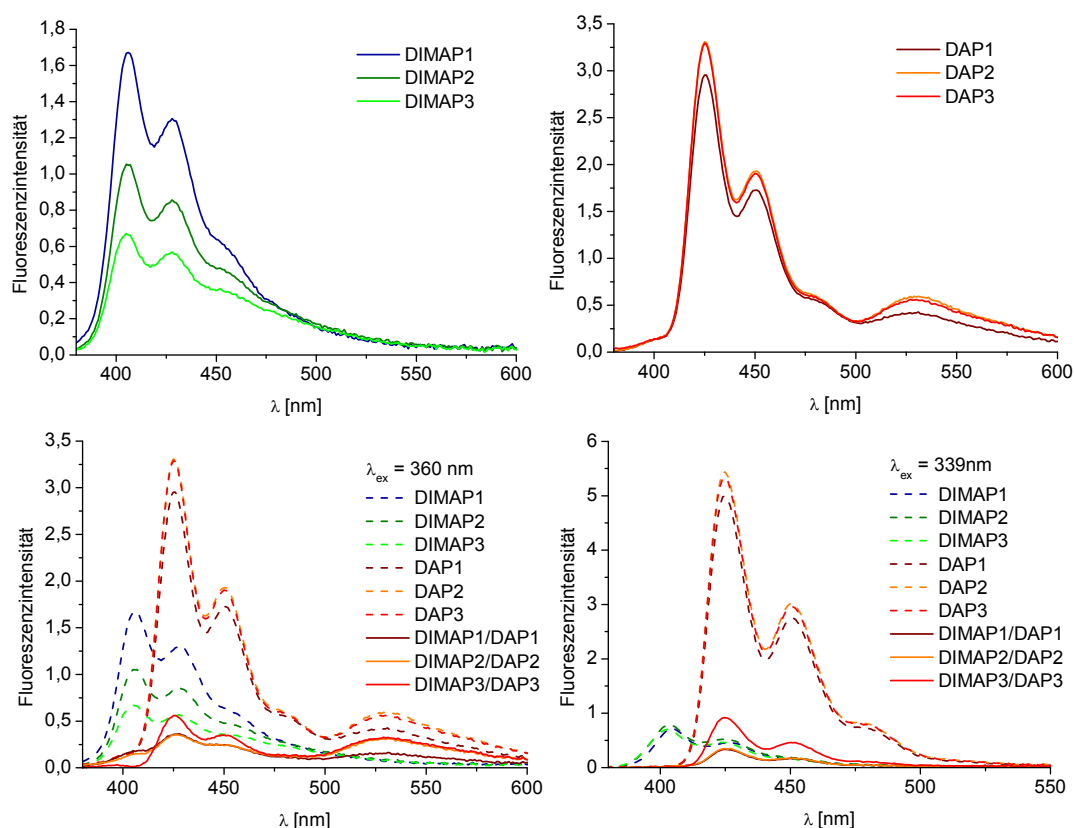 1,8
1,6
1,4
1,2
1,0
0,8
0,6
0,4
0,2
0,0
Fluoreszenzintensität
400 450 500 550 600
λ [nm]
DIMAP1
DIMAP2
DIMAP3
3,5
3,0
2,5
2,0
1,5
1,0
0,5
0,0
Fluoreszenzintensität
400 450 500 550 600
λ [nm]
DAP1
DAP2
DAP3
3,5
3,0
2,5
2,0
1,5
1,0
0,5
0,0
Fluoreszenzintensität
400 450 500 550 600
λ [nm]
λex = 360 nm
DIMAP1
DIMAP2
DIMAP3
DAP1
DAP2
DAP3
DIMAP1/DAP1
DIMAP2/DAP2
DIMAP3/DAP3
6
5
4
3
2
1
0
Fluoreszenzintensität
400 450 500 550
λ [nm]
λex = 339nm
DIMAP1
DIMAP2
DIMAP3
DAP1
DAP2
DAP3
DIMAP1/DAP1
DIMAP2/DAP2
DIMAP3/DAP3